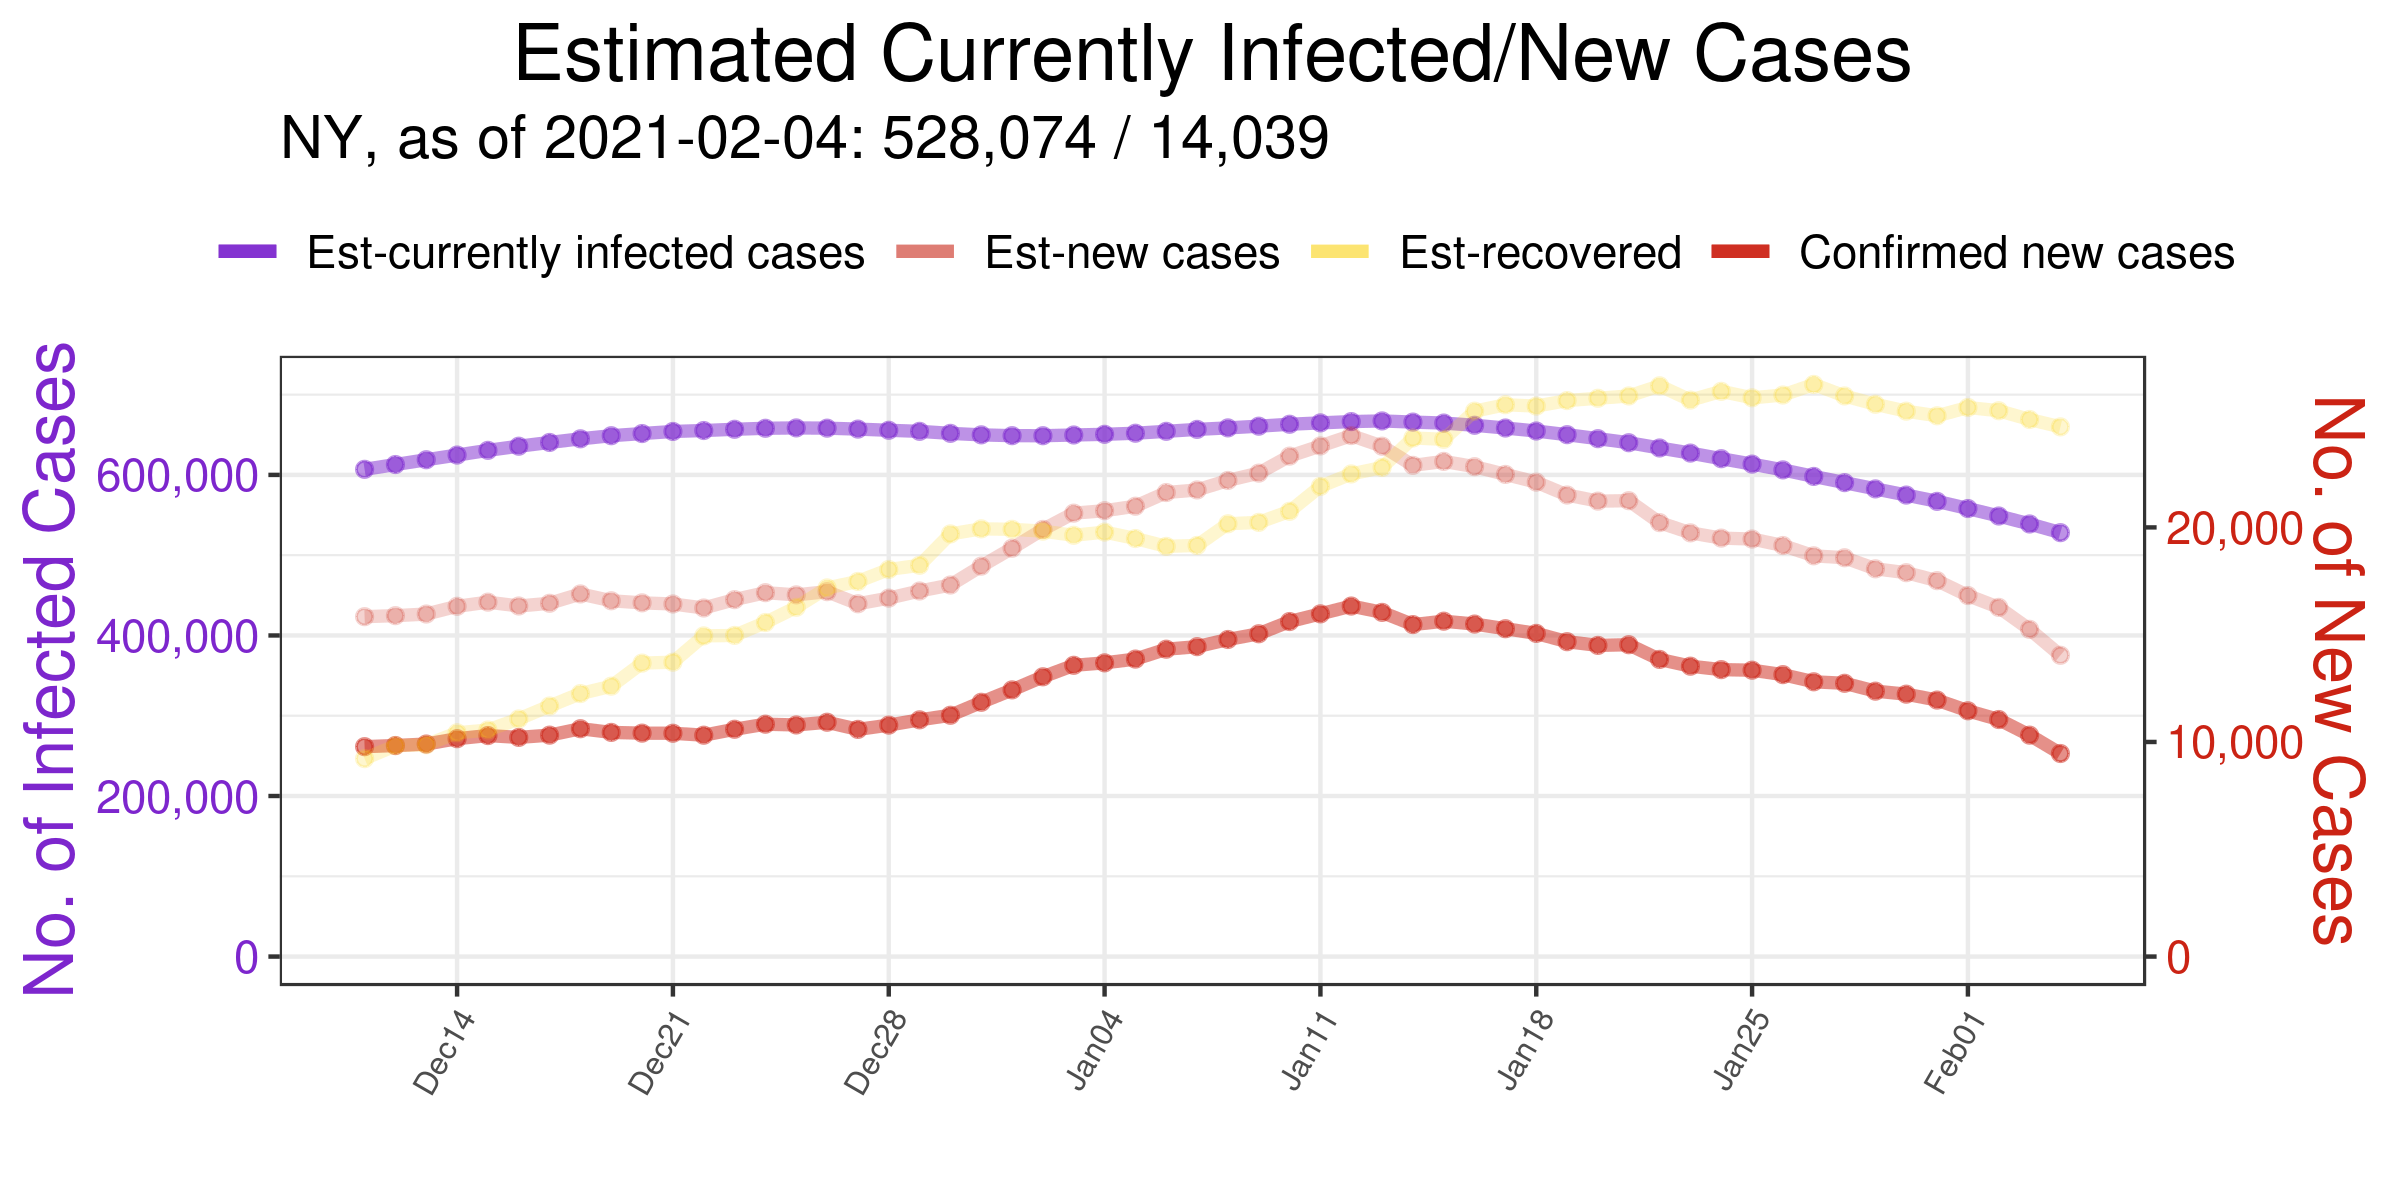 Estimated Currently Infected/New Cases
NY, as of 2021-02-04: 528,074 / 14,039
Est-currently infected cases Est-new cases Est-recovered Confirmed new cases
No. of Infected Cases
600,000
400,000
200,000
0
20,000
10,000
0
No. of New Cases
Dec14 Dec21 Dec28 Jan04 Jan11 Jan18 Jan25 Feb01